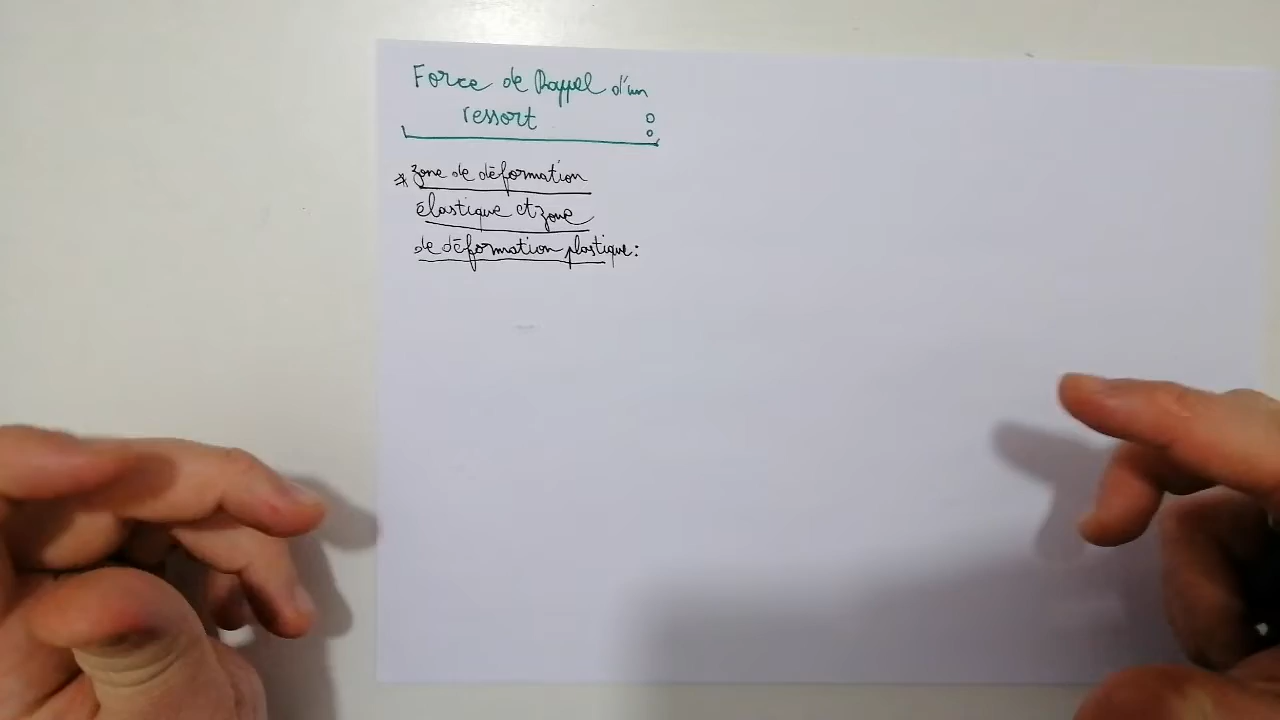 Force de Rappel d'un
ressort :
* zone de déformation
élastique et zone
de déformation plastique :